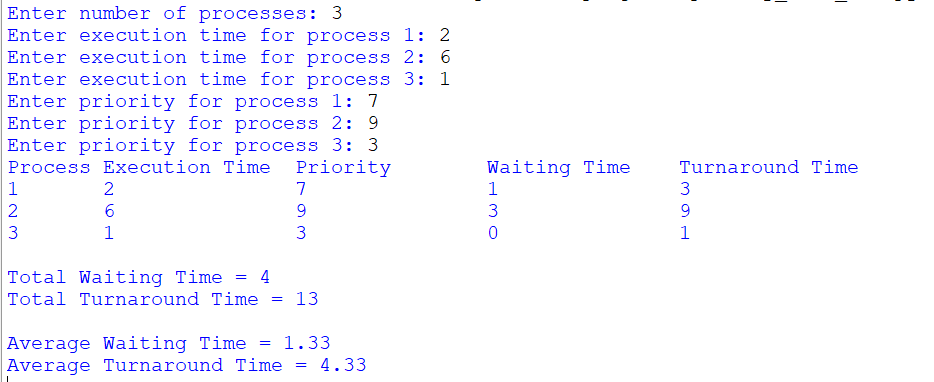 Enter number of processes: 3
Enter execution time for process 1: 2
Enter execution time for process 2: 6
Enter execution time for process 3: 1
Enter priority for process 1: 7
Enter priority for process 2: 9
Enter priority for process 3: 3
Process Execution Time Priority Waiting Time Turnaround Time
1 2 7 1 3
2 6 9 3 9
3 1 3 0 1
Total Waiting Time = 4
Total Turnaround Time = 13
Average Waiting Time = 1.33
Average Turnaround Time = 4.33